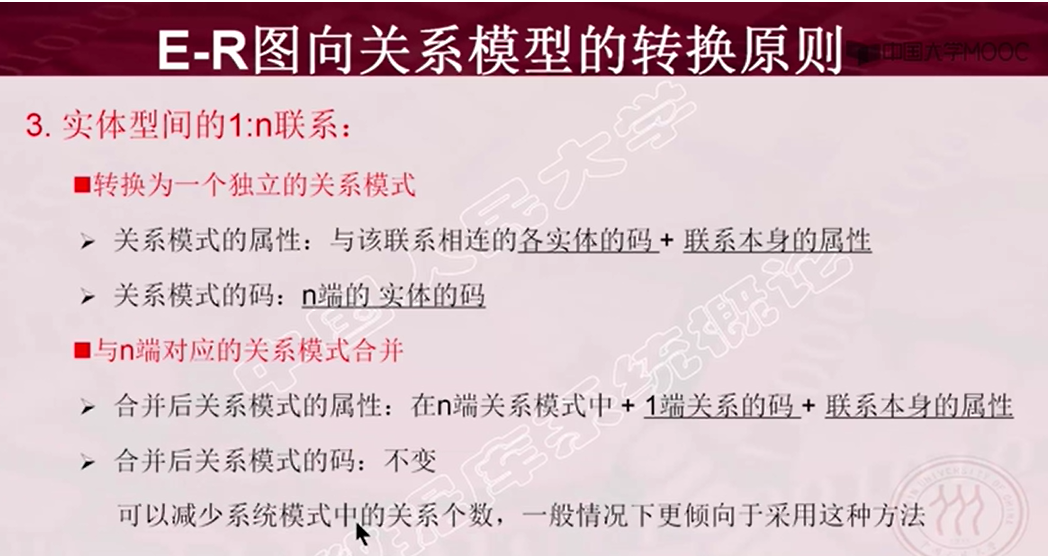 E-R图向关系模型的转换原则
中国大学MOOC
3. 实体型间的1:n联系：
■转换为一个独立的关系模式
➢ 关系模式的属性：与该联系相连的各实体的码 + 联系本身的属性
➢ 关系模式的码：n端的 实体的码
■与n端对应的关系模式合并
➢ 合并后关系模式的属性：在n端关系模式中 + 1端关系的码 + 联系本身的属性
➢ 合并后关系模式的码：不变
可以减少系统模式中的关系个数，一般情况下更倾向于采用这种方法
中国人民大学
数据库系统概论